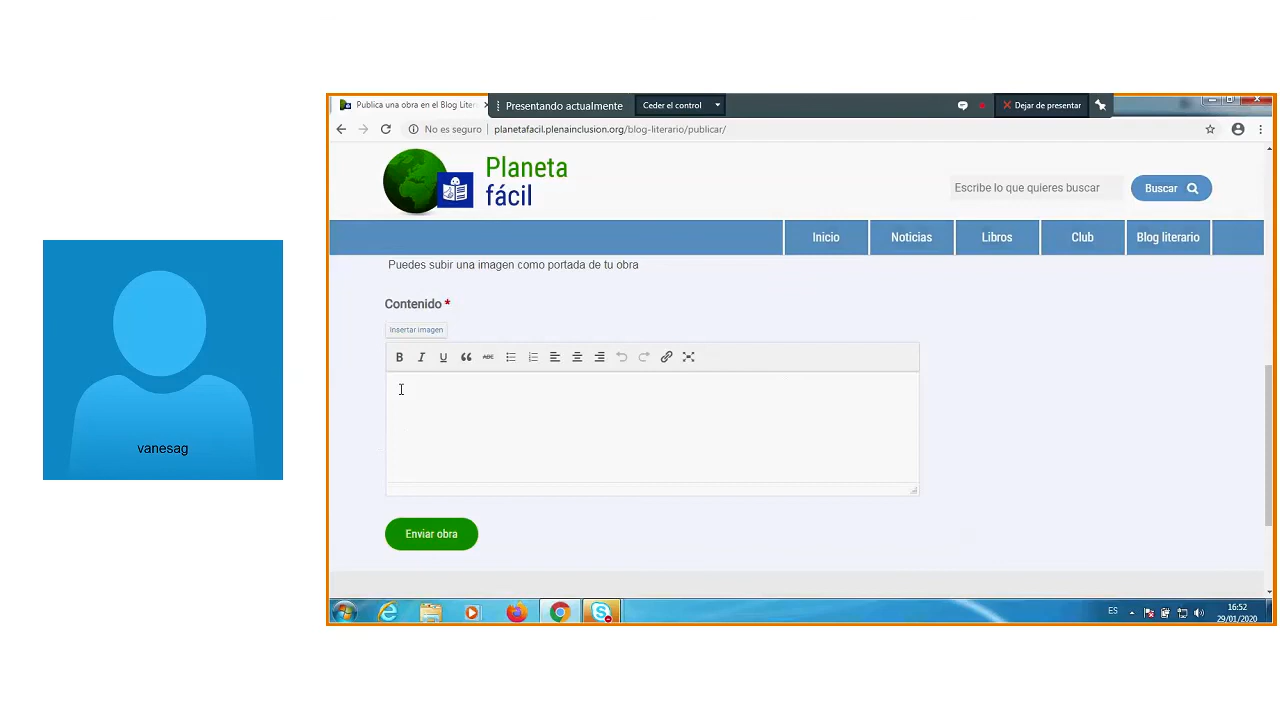 Publica una obra en el Blog Liter
Presentando actualmente
Ceder el control
Dejar de presentar
No es seguro
planetafacil.plenainclusion.org/blog-literario/publicar/
Planeta
fácil
Escribe lo que quieres buscar
Buscar
Inicio
Noticias
Libros
Club
Blog literario
Puedes subir una imagen como portada de tu obra
Contenido *
Insertar imagen
B I U ABC
Enviar obra
vanesag
ES
16:52
29/01/2020